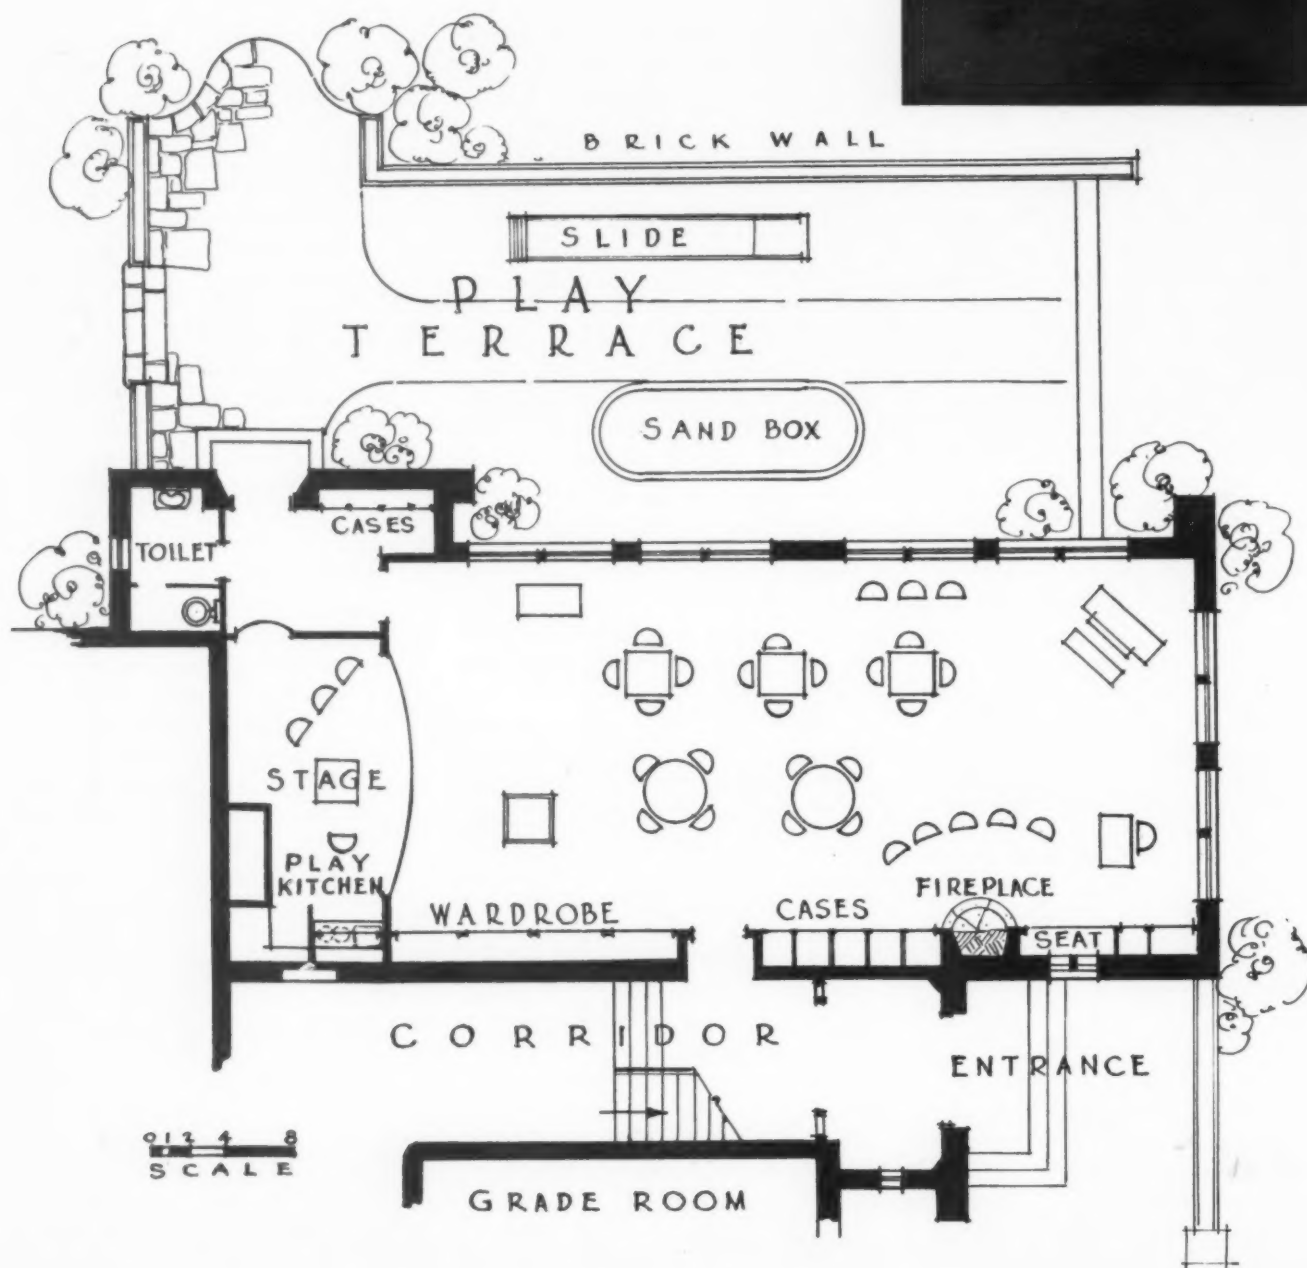 BRICK WALL
SLIDE
PLAY
TERRACE
SAND BOX
CASES
TOILET
STAGE
PLAY
KITCHEN
WARDROBE
CASES
FIREPLACE
SEAT
CORRIDOR
ENTRANCE
0 1 2 4 8
SCALE
GRADE ROOM